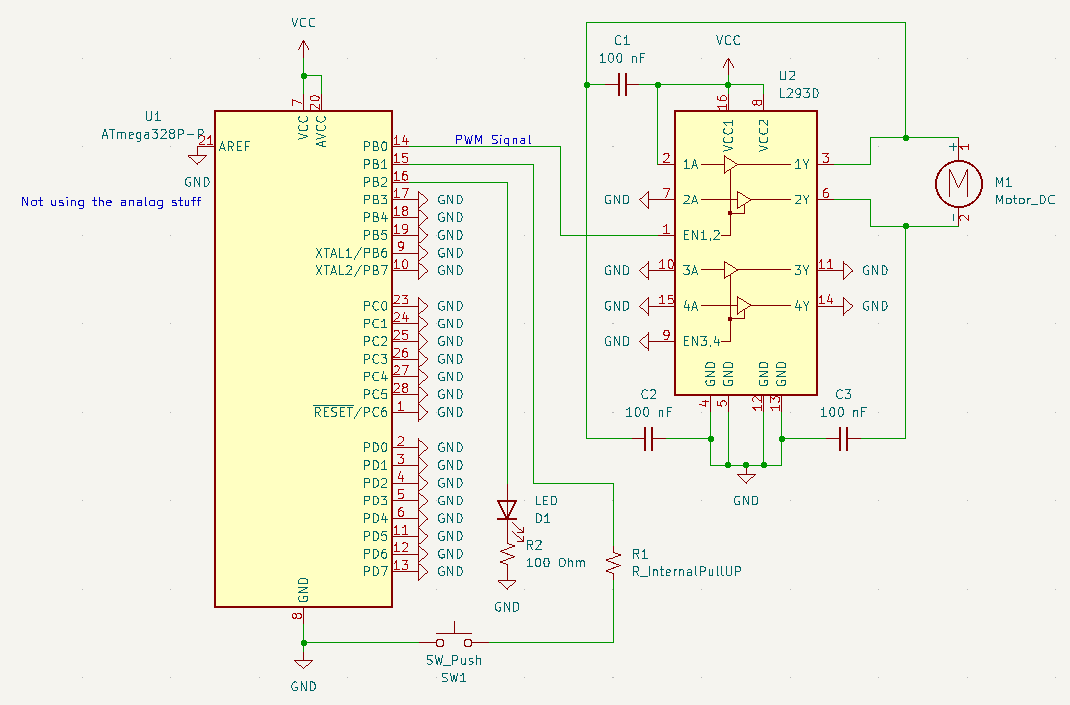 VCC
7
20
VCC
AVCC
U1
ATmega328P-P
21
AREF
GND
Not using the analog stuff
PB0 14
PWM Signal
PB1 15
PB2 16
PB3 17 GND
PB4 18 GND
PB5 19 GND
XTAL1/PB6 9 GND
XTAL2/PB7 10 GND
PC0 23 GND
PC1 24 GND
PC2 25 GND
PC3 26 GND
PC4 27 GND
PC5 28 GND
RESET/PC6 1 GND
PD0 2 GND
PD1 3 GND
PD2 4 GND
PD3 5 GND
PD4 6 GND
PD5 11 GND
PD6 12 GND
PD7 13 GND
GND
8
GND
LED
D1
R2
100 Ohm
GND
R1
R_InternalPullUP
SW_Push
SW1
C1
100 nF
VCC
U2
L293D
16
8
VCC1
VCC2
2 1A 1Y 3
GND 7 2A 2Y 6
1 EN1,2
GND 10 3A 3Y 11 GND
GND 15 4A 4Y 14 GND
GND 9 EN3,4
GND GND GND GND
4 5 12 13
C2
100 nF
C3
100 nF
GND
+ 1
M
M1
Motor_DC
- 2